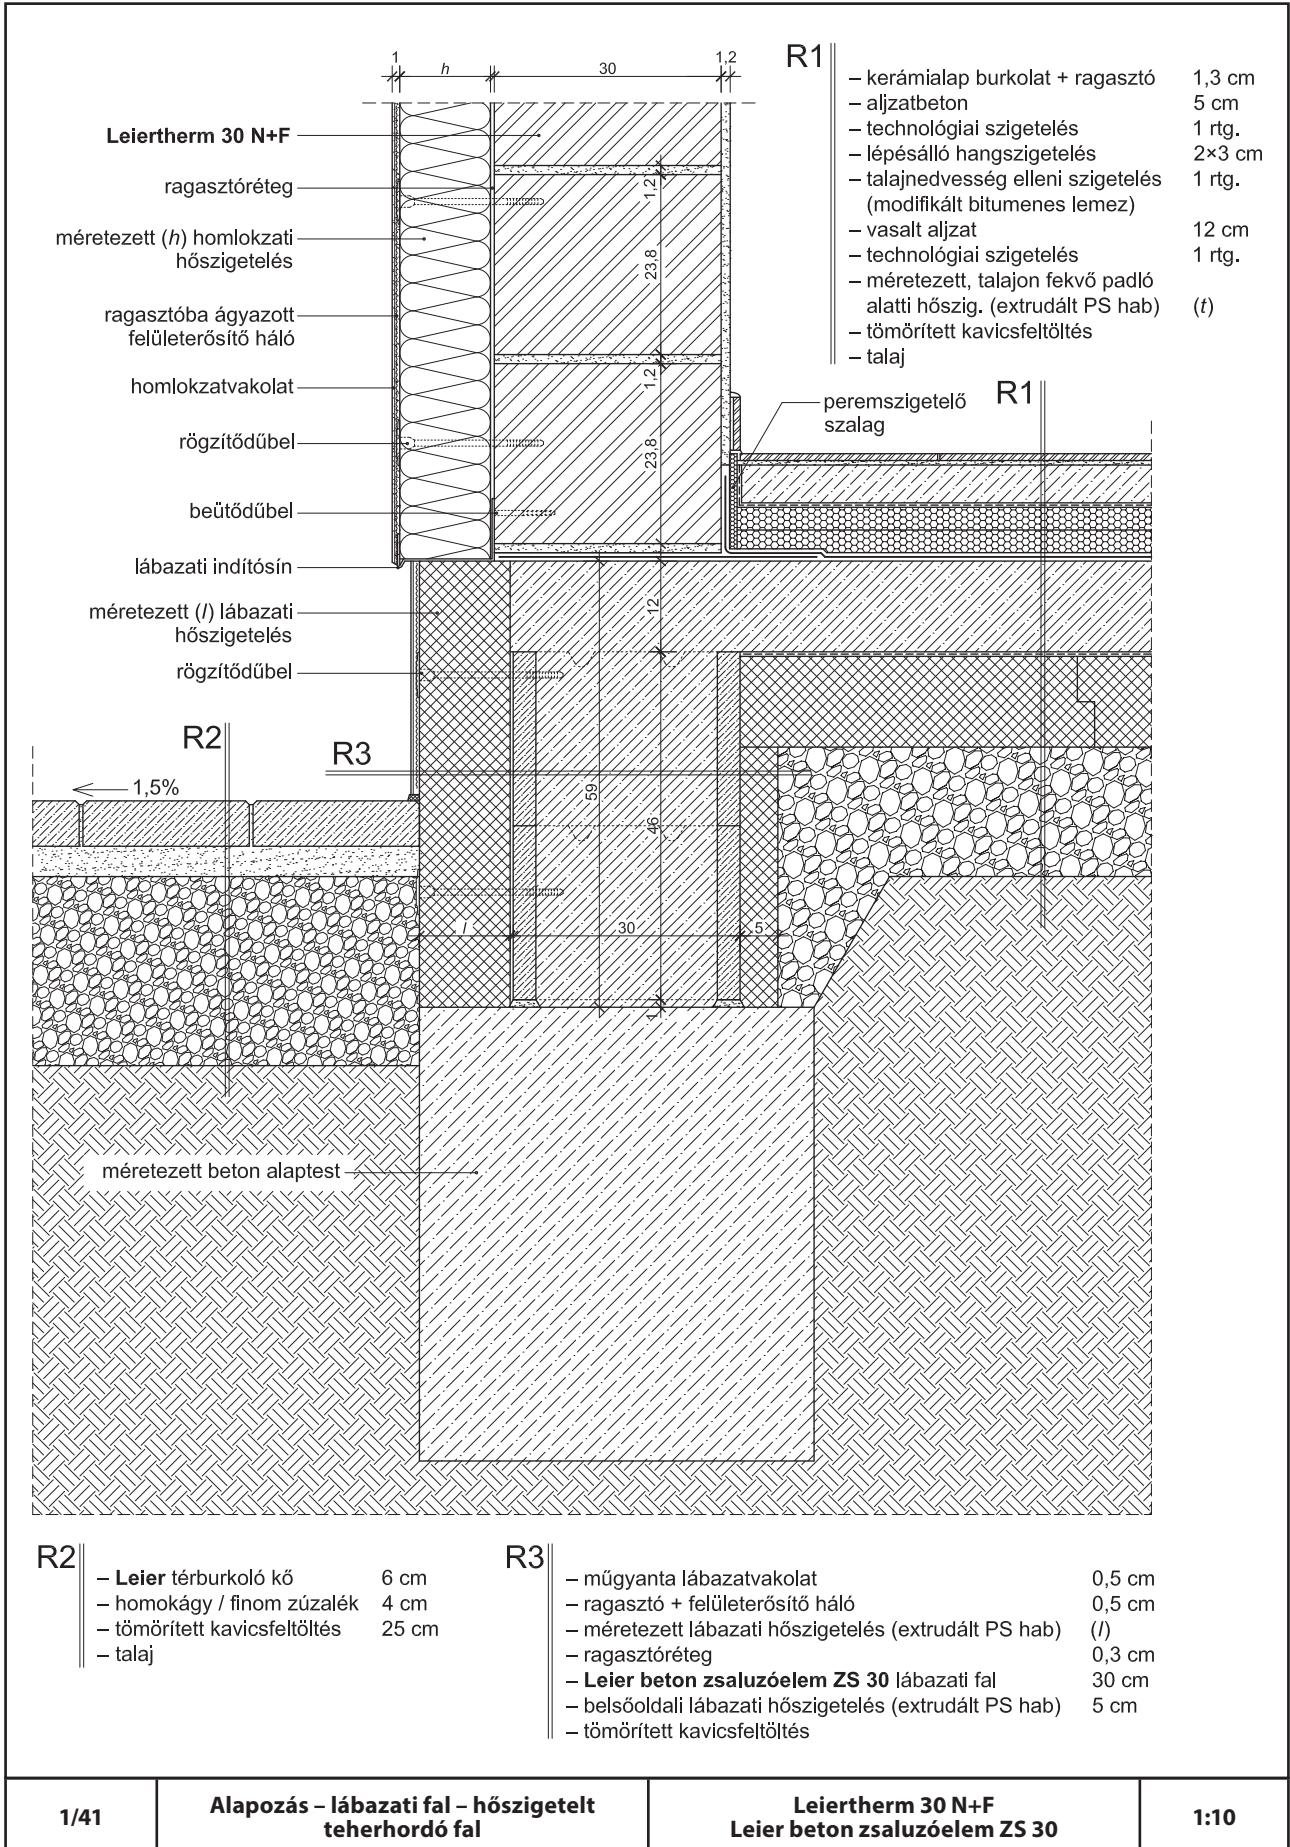 1
h
30
1,2
R1
– kerámialap burkolat + ragasztó 1,3 cm
– aljzatbeton 5 cm
– technológiai szigetelés 1 rtg.
– lépésálló hangszigetelés 2×3 cm
– talajnedvesség elleni szigetelés 1 rtg.
(modifikált bitumenes lemez)
– vasalt aljzat 12 cm
– technológiai szigetelés 1 rtg.
– méretezett, talajon fekvő padló
alatti hőszig. (extrudált PS hab) (t)
– tömörített kavicsfeltöltés
– talaj
Leiertherm 30 N+F
ragasztóréteg
méretezett (h) homlokzati
hőszigetelés
ragasztóba ágyazott
felületerősítő háló
homlokzatvakolat
rögzítődűbel
beütődűbel
lábazati indítósín
méretezett (l) lábazati
hőszigetelés
rögzítődűbel
1,2
23,8
1,2
23,8
12
59
46
1
peremszigetelő
szalag
R1
R2
R3
1,5%
l
30
5
méretezett beton alaptest
R2
– Leier térburkoló kő 6 cm
– homokágy / finom zúzalék 4 cm
– tömörített kavicsfeltöltés 25 cm
– talaj
R3
– műgyanta lábazatvakolat 0,5 cm
– ragasztó + felületerősítő háló 0,5 cm
– méretezett lábazati hőszigetelés (extrudált PS hab) (l)
– ragasztóréteg 0,3 cm
– Leier beton zsaluzóelem ZS 30 lábazati fal 30 cm
– belsőoldali lábazati hőszigetelés (extrudált PS hab) 5 cm
– tömörített kavicsfeltöltés
1/41
Alapozás – lábazati fal – hőszigetelt
teherhordó fal
Leiertherm 30 N+F
Leier beton zsaluzóelem ZS 30
1:10